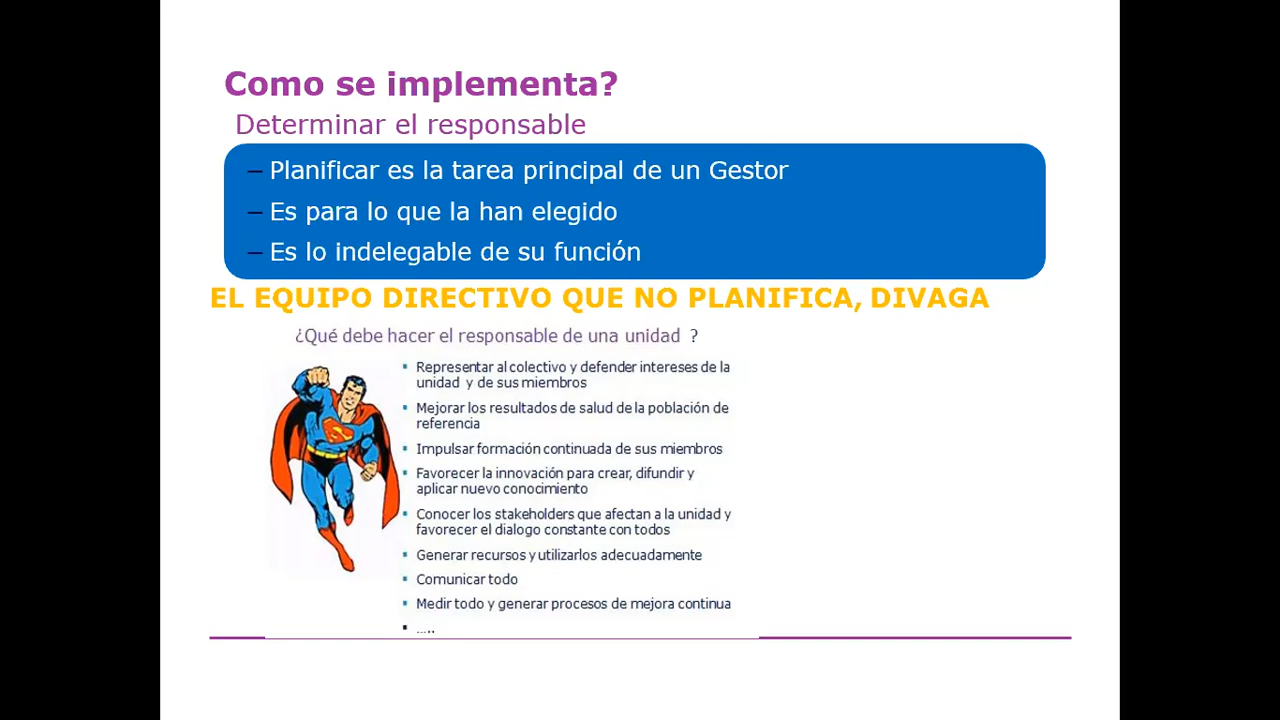 Como se implementa?
Determinar el responsable
– Planificar es la tarea principal de un Gestor
– Es para lo que la han elegido
– Es lo indelegable de su función
EL EQUIPO DIRECTIVO QUE NO PLANIFICA, DIVAGA
¿Qué debe hacer el responsable de una unidad ?
▪ Representar al colectivo y defender intereses de la
unidad y de sus miembros
▪ Mejorar los resultados de salud de la población de
referencia
▪ Impulsar formación continuada de sus miembros
▪ Favorecer la innovación para crear, difundir y
aplicar nuevo conocimiento
▪ Conocer los stakeholders que afectan a la unidad y
favorecer el dialogo constante con todos
▪ Generar recursos y utilizarlos adecuadamente
▪ Comunicar todo
▪ Medir todo y generar procesos de mejora continua
▪ .....